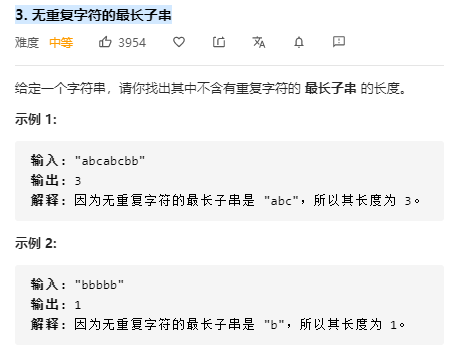 3. 无重复字符的最长子串
难度 中等 3954
给定一个字符串，请你找出其中不含有重复字符的 最长子串 的长度。
示例 1:
输入: "abcabcbb"
输出: 3
解释: 因为无重复字符的最长子串是 "abc"，所以其长度为 3。
示例 2:
输入: "bbbbb"
输出: 1
解释: 因为无重复字符的最长子串是 "b"，所以其长度为 1。